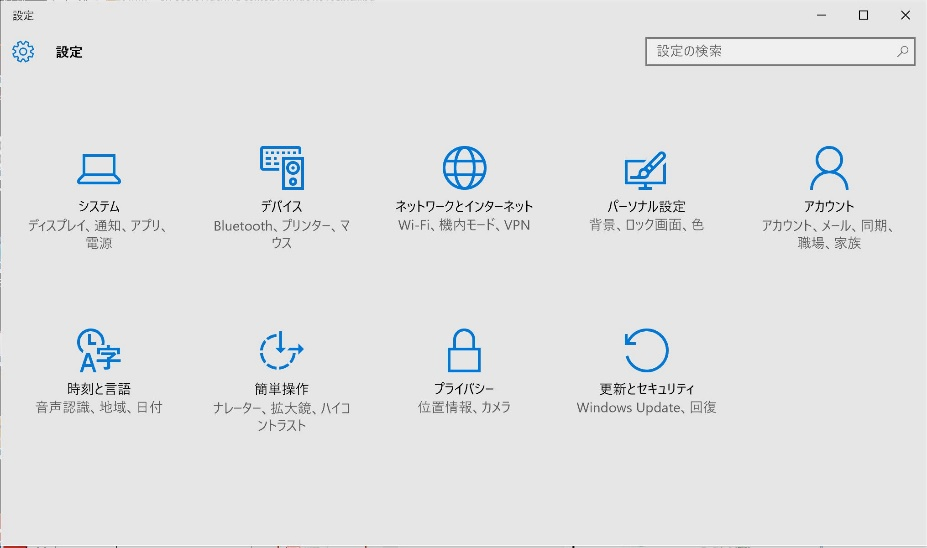 設定
設定
設定の検索
システム
ディスプレイ、通知、アプリ、
電源
デバイス
Bluetooth、プリンター、マ
ウス
ネットワークとインターネット
Wi-Fi、機内モード、VPN
パーソナル設定
背景、ロック画面、色
アカウント
アカウント、メール、同期、
職場、家族
時刻と言語
音声認識、地域、日付
簡単操作
ナレーター、拡大鏡、ハイコ
ントラスト
プライバシー
位置情報、カメラ
更新とセキュリティ
Windows Update、回復